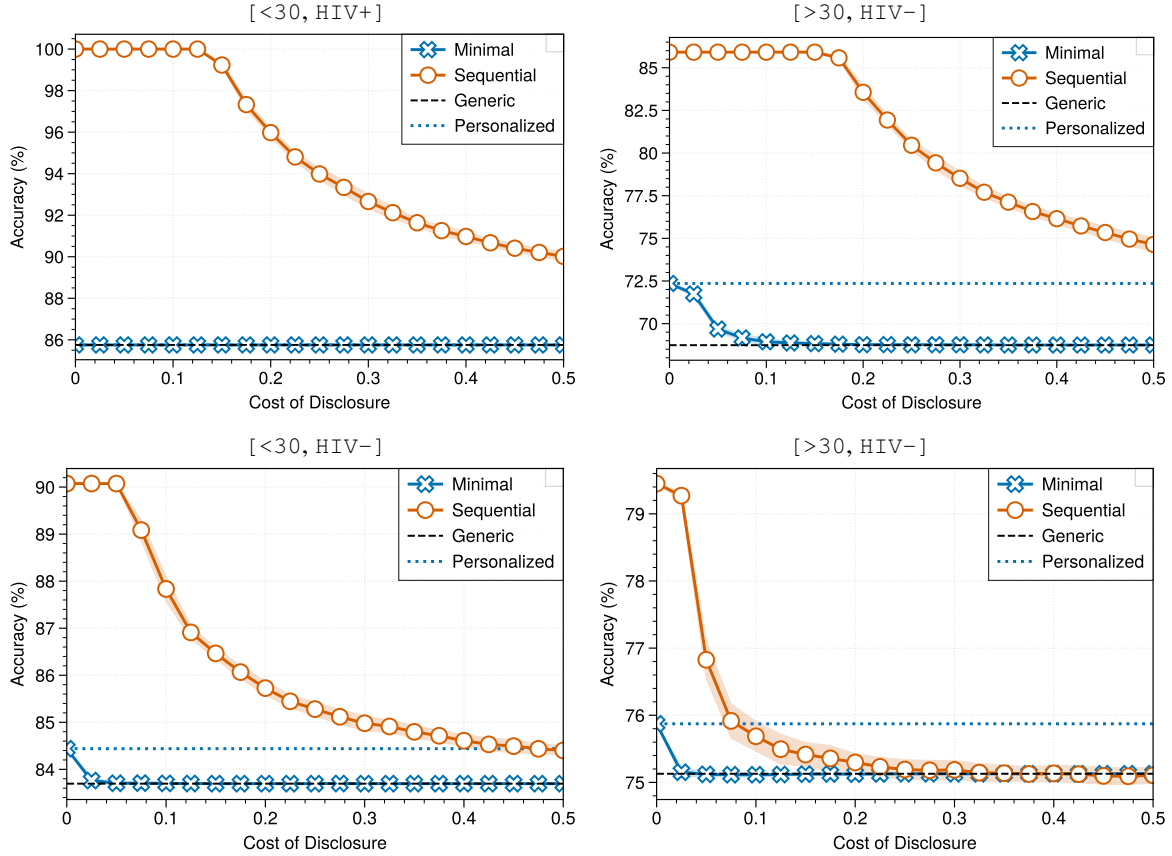 [<30, HIV+]
100
98
96
94
92
90
88
86
0
0.1
0.2
0.3
0.4
0.5
Accuracy (%)
Cost of Disclosure
Minimal
Sequential
Generic
Personalized
[>30, HIV−]
85
82.5
80
77.5
75
72.5
70
0
0.1
0.2
0.3
0.4
0.5
Accuracy (%)
Cost of Disclosure
Minimal
Sequential
Generic
Personalized
[<30, HIV−]
90
89
88
87
86
85
84
0
0.1
0.2
0.3
0.4
0.5
Accuracy (%)
Cost of Disclosure
Minimal
Sequential
Generic
Personalized
[>30, HIV−]
79
78
77
76
75
0
0.1
0.2
0.3
0.4
0.5
Accuracy (%)
Cost of Disclosure
Minimal
Sequential
Generic
Personalized